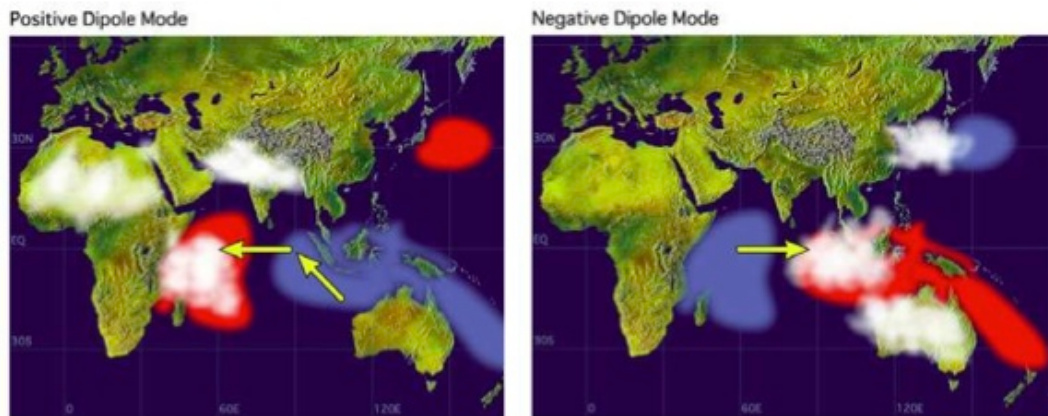 Positive Dipole Mode
Negative Dipole Mode
30N
EQ
30S
0
60E
120E
30N
EQ
30S
0
60E
120E